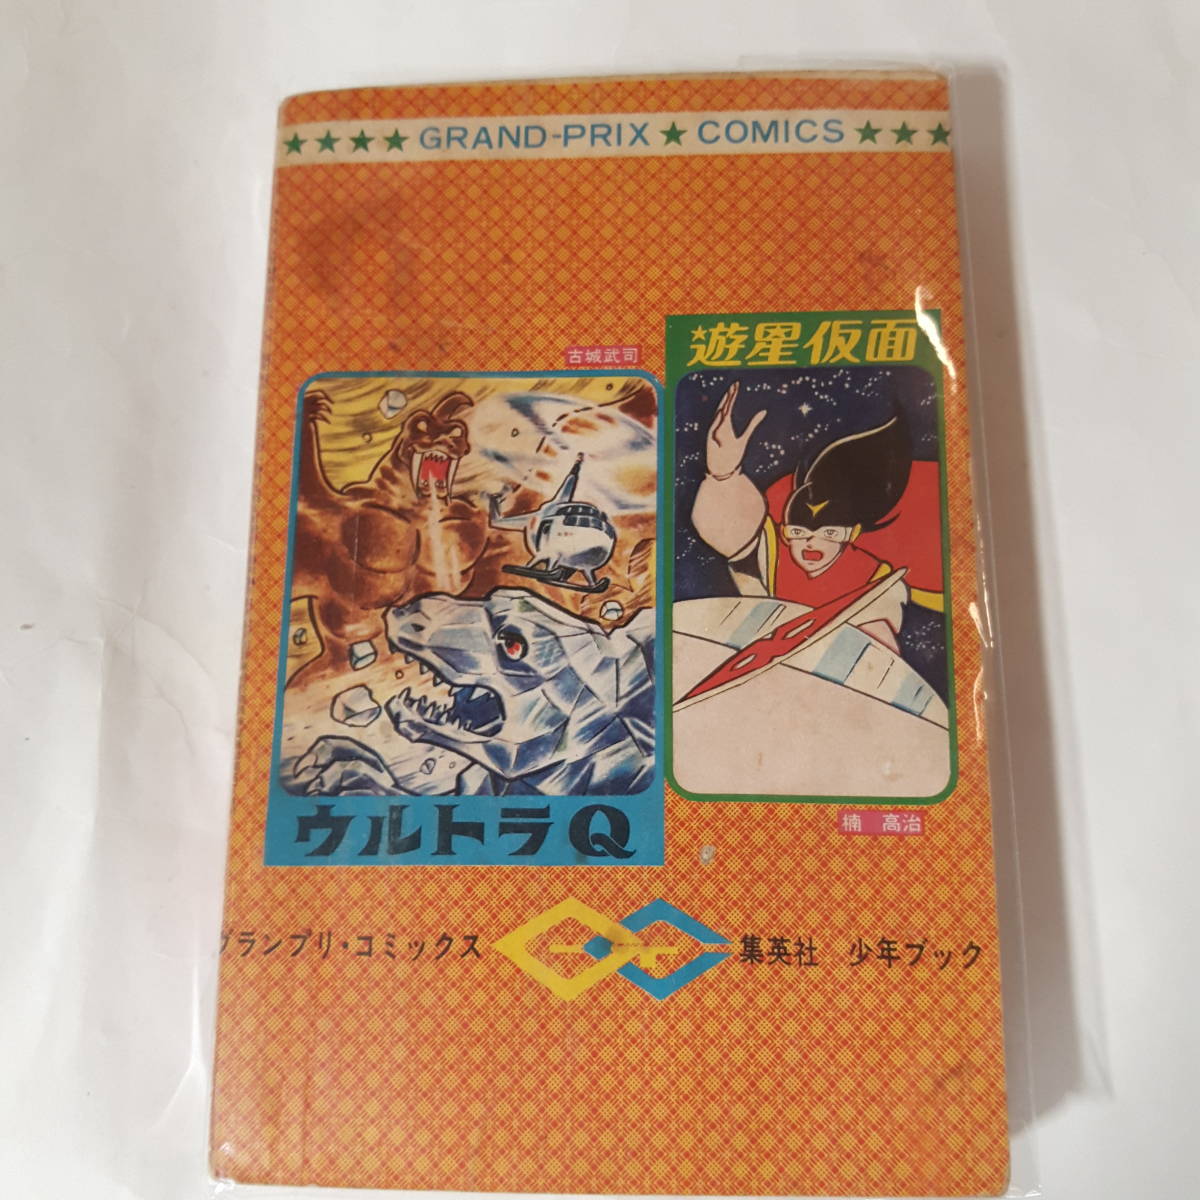 ★★★★ GRAND-PRIX ★ COMICS ★★★
★遊星仮面
古城武司
ウルトラQ
楠 高治
グランプリ・コミックス
集英社 少年ブック